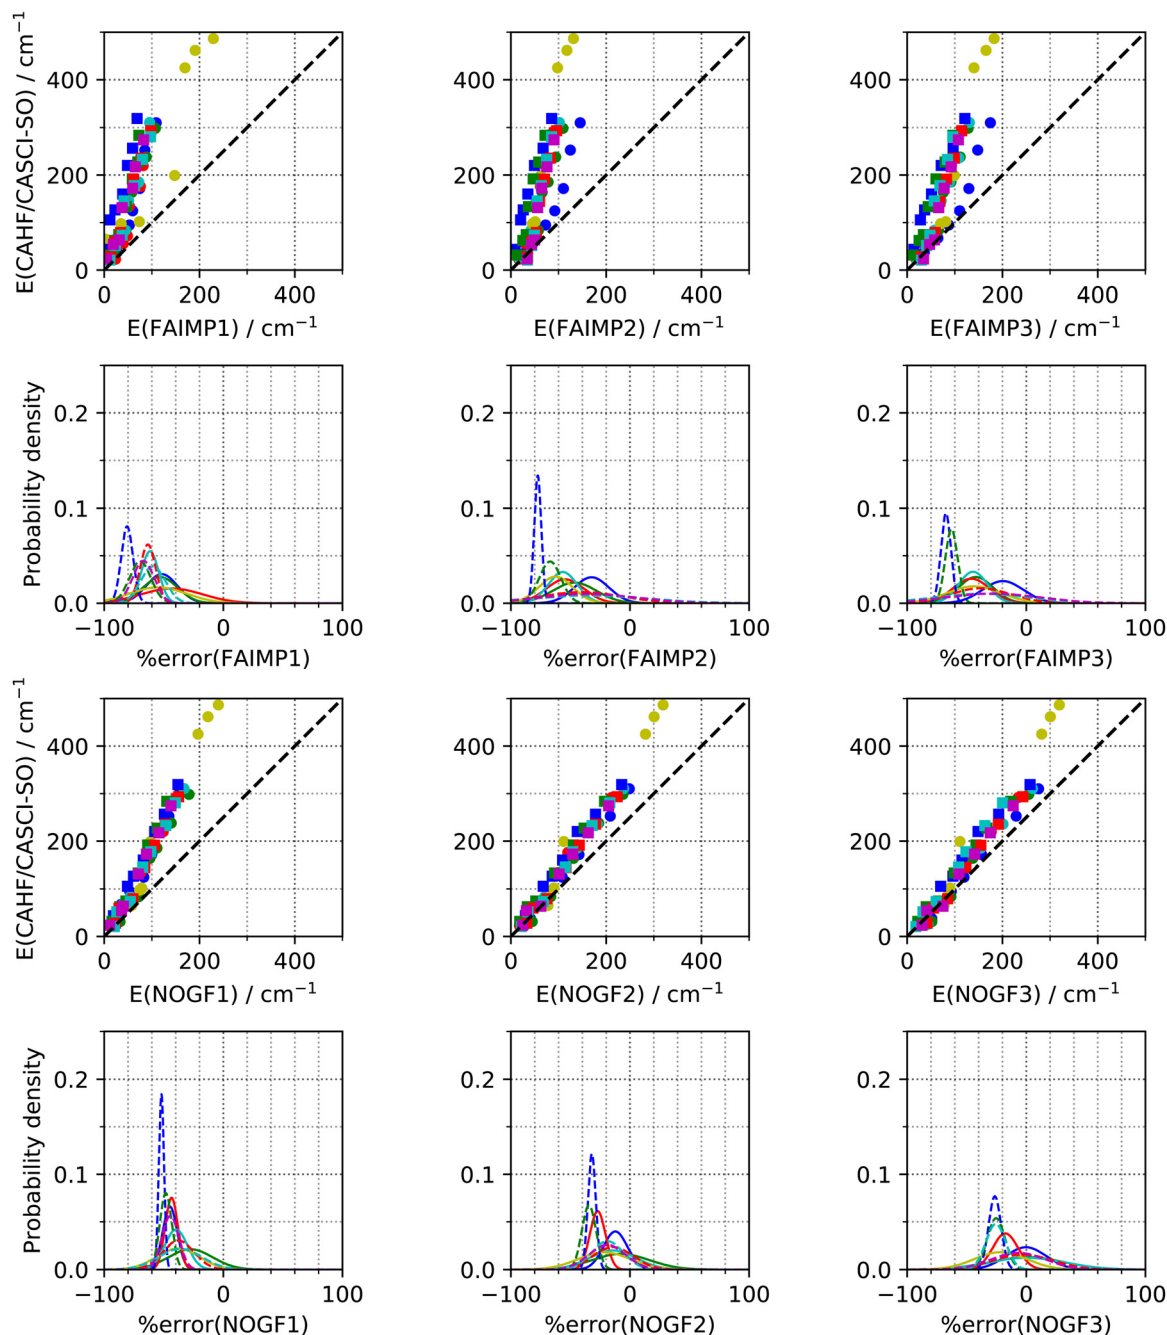 E(CAHF/CASCI-SO) / cm⁻¹
400
200
0
0 200 400
E(FAIMP1) / cm⁻¹
400
200
0
0 200 400
E(FAIMP2) / cm⁻¹
400
200
0
0 200 400
E(FAIMP3) / cm⁻¹
Probability density
0.2
0.1
0.0
−100 0 100
%error(FAIMP1)
0.2
0.1
0.0
−100 0 100
%error(FAIMP2)
0.2
0.1
0.0
−100 0 100
%error(FAIMP3)
E(CAHF/CASCI-SO) / cm⁻¹
400
200
0
0 200 400
E(NOGF1) / cm⁻¹
400
200
0
0 200 400
E(NOGF2) / cm⁻¹
400
200
0
0 200 400
E(NOGF3) / cm⁻¹
Probability density
0.2
0.1
0.0
−100 0 100
%error(NOGF1)
0.2
0.1
0.0
−100 0 100
%error(NOGF2)
0.2
0.1
0.0
−100 0 100
%error(NOGF3)